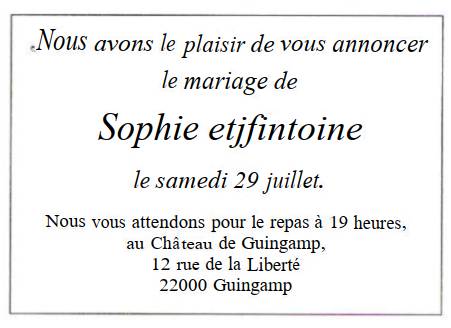 Nous avons le plaisir de vous annoncer
le mariage de
Sophie etjfintoine
le samedi 29 juillet.
Nous vous attendons pour le repas à 19 heures,
au Château de Guingamp,
12 rue de la Liberté
22000 Guingamp